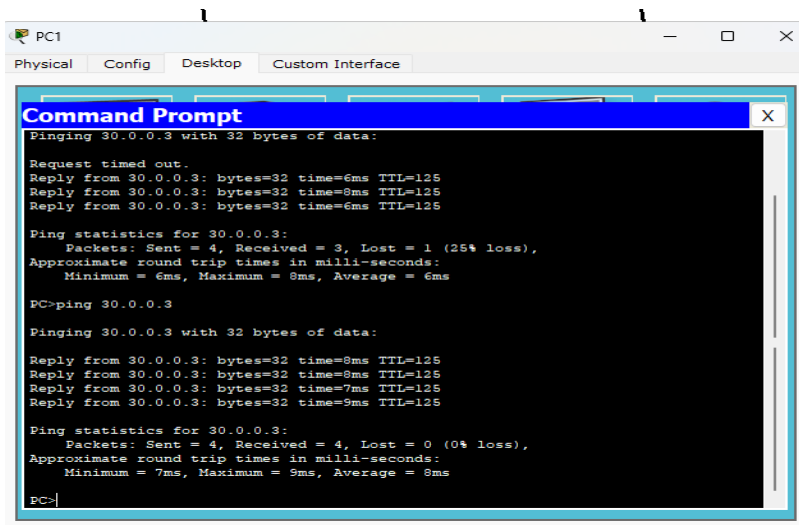 PC1
Physical Config Desktop Custom Interface
Command Prompt
X
Pinging 30.0.0.3 with 32 bytes of data:
Request timed out.
Reply from 30.0.0.3: bytes=32 time=6ms TTL=125
Reply from 30.0.0.3: bytes=32 time=8ms TTL=125
Reply from 30.0.0.3: bytes=32 time=6ms TTL=125
Ping statistics for 30.0.0.3:
Packets: Sent = 4, Received = 3, Lost = 1 (25% loss),
Approximate round trip times in milli-seconds:
Minimum = 6ms, Maximum = 8ms, Average = 6ms
PC>ping 30.0.0.3
Pinging 30.0.0.3 with 32 bytes of data:
Reply from 30.0.0.3: bytes=32 time=8ms TTL=125
Reply from 30.0.0.3: bytes=32 time=8ms TTL=125
Reply from 30.0.0.3: bytes=32 time=7ms TTL=125
Reply from 30.0.0.3: bytes=32 time=9ms TTL=125
Ping statistics for 30.0.0.3:
Packets: Sent = 4, Received = 4, Lost = 0 (0% loss),
Approximate round trip times in milli-seconds:
Minimum = 7ms, Maximum = 9ms, Average = 8ms
PC>